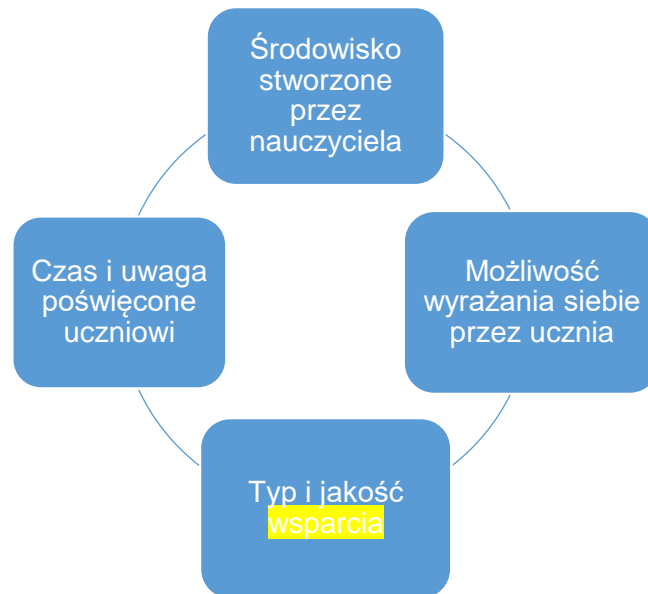 Środowisko
stworzone
przez
nauczyciela
Możliwość
wyrażania siebie
przez ucznia
Typ i jakość
wsparcia
Czas i uwaga
poświęcone
uczniowi